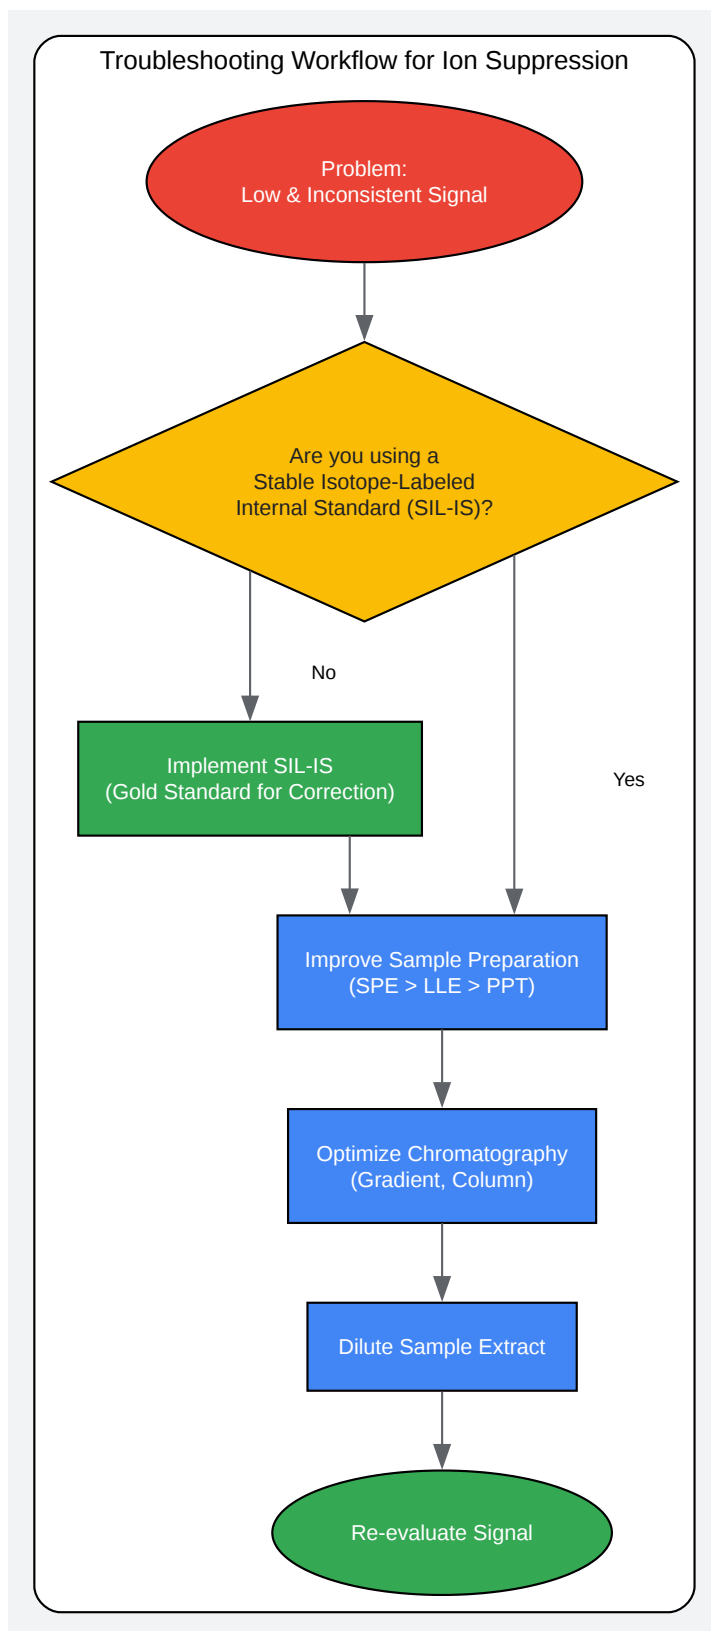 Troubleshooting Workflow for Ion Suppression
Problem:
Low & Inconsistent Signal
Are you using a
Stable Isotope-Labeled
Internal Standard (SIL-IS)?
No
Implement SIL-IS
(Gold Standard for Correction)
Yes
Improve Sample Preparation
(SPE > LLE > PPT)
Optimize Chromatography
(Gradient, Column)
Dilute Sample Extract
Re-evaluate Signal